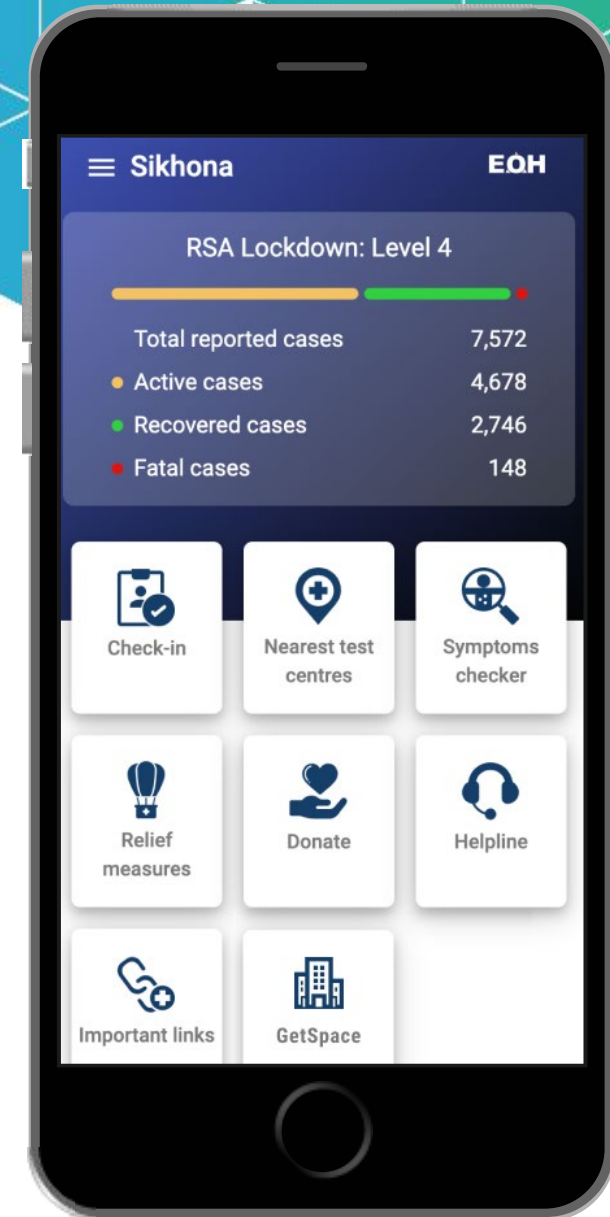 Sikhona
EOH
RSA Lockdown: Level 4
Total reported cases 7,572
Active cases 4,678
Recovered cases 2,746
Fatal cases 148
Check-in
Nearest test
centres
Symptoms
checker
Relief
measures
Donate
Helpline
Important links
GetSpace